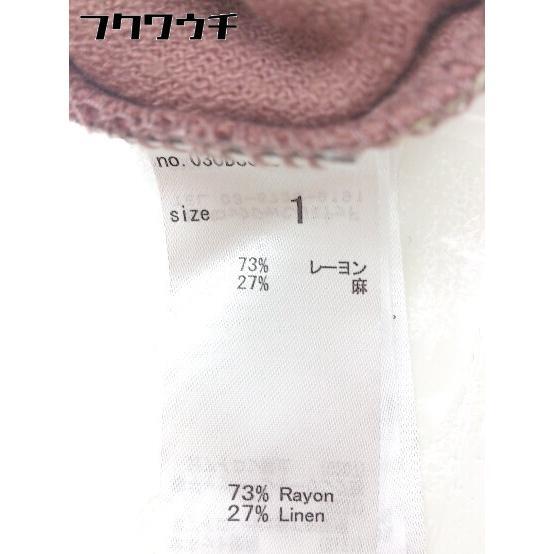 フクワウチ
size 1
73% レーヨン
27% 麻
73% Rayon
27% Linen